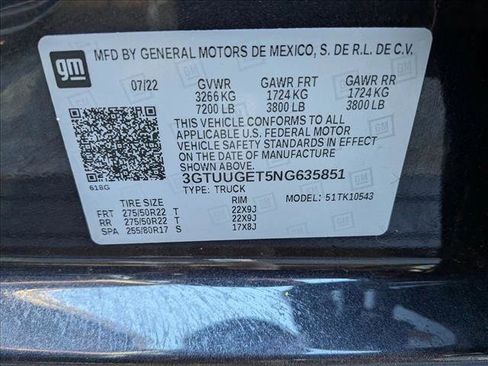 gm
MFD BY GENERAL MOTORS DE MEXICO, S. DE R.L. DE C.V.
07/22 GVWR GAWR FRT GAWR RR
3266 KG 1724 KG 1724 KG
7200 LB 3800 LB 3800 LB
THIS VEHICLE CONFORMS TO ALL
APPLICABLE U.S. FEDERAL MOTOR
VEHICLE SAFETY STANDARDS IN EFFECT
ON THE DATE OF MANUFACTURE
SHOWN ABOVE.
3GTUUGET5NG635851
618G TYPE: TRUCK
TIRE SIZE RIM MODEL: 51TK10543
FRT 275/50R22 T 22X9J
RR 275/50R22 T 22X9J
SPA 255/80R17 S 17X8J